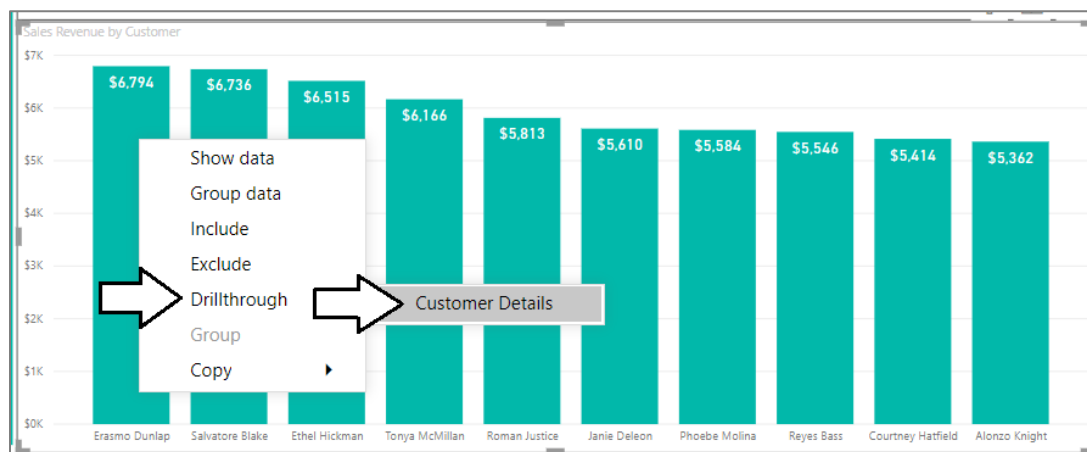 Sales Revenue by Customer
$7K
$6K
$5K
$4K
$3K
$2K
$1K
$0K
$6,794 $6,736 $6,515 $6,166 $5,813 $5,610 $5,584 $5,546 $5,414 $5,362
Show data
Group data
Include
Exclude
Drillthrough
Customer Details
Group
Copy
Erasmo Dunlap Salvatore Blake Ethel Hickman Tonya McMillan Roman Justice Janie Deleon Phoebe Molina Reyes Bass Courtney Hatfield Alonzo Knight